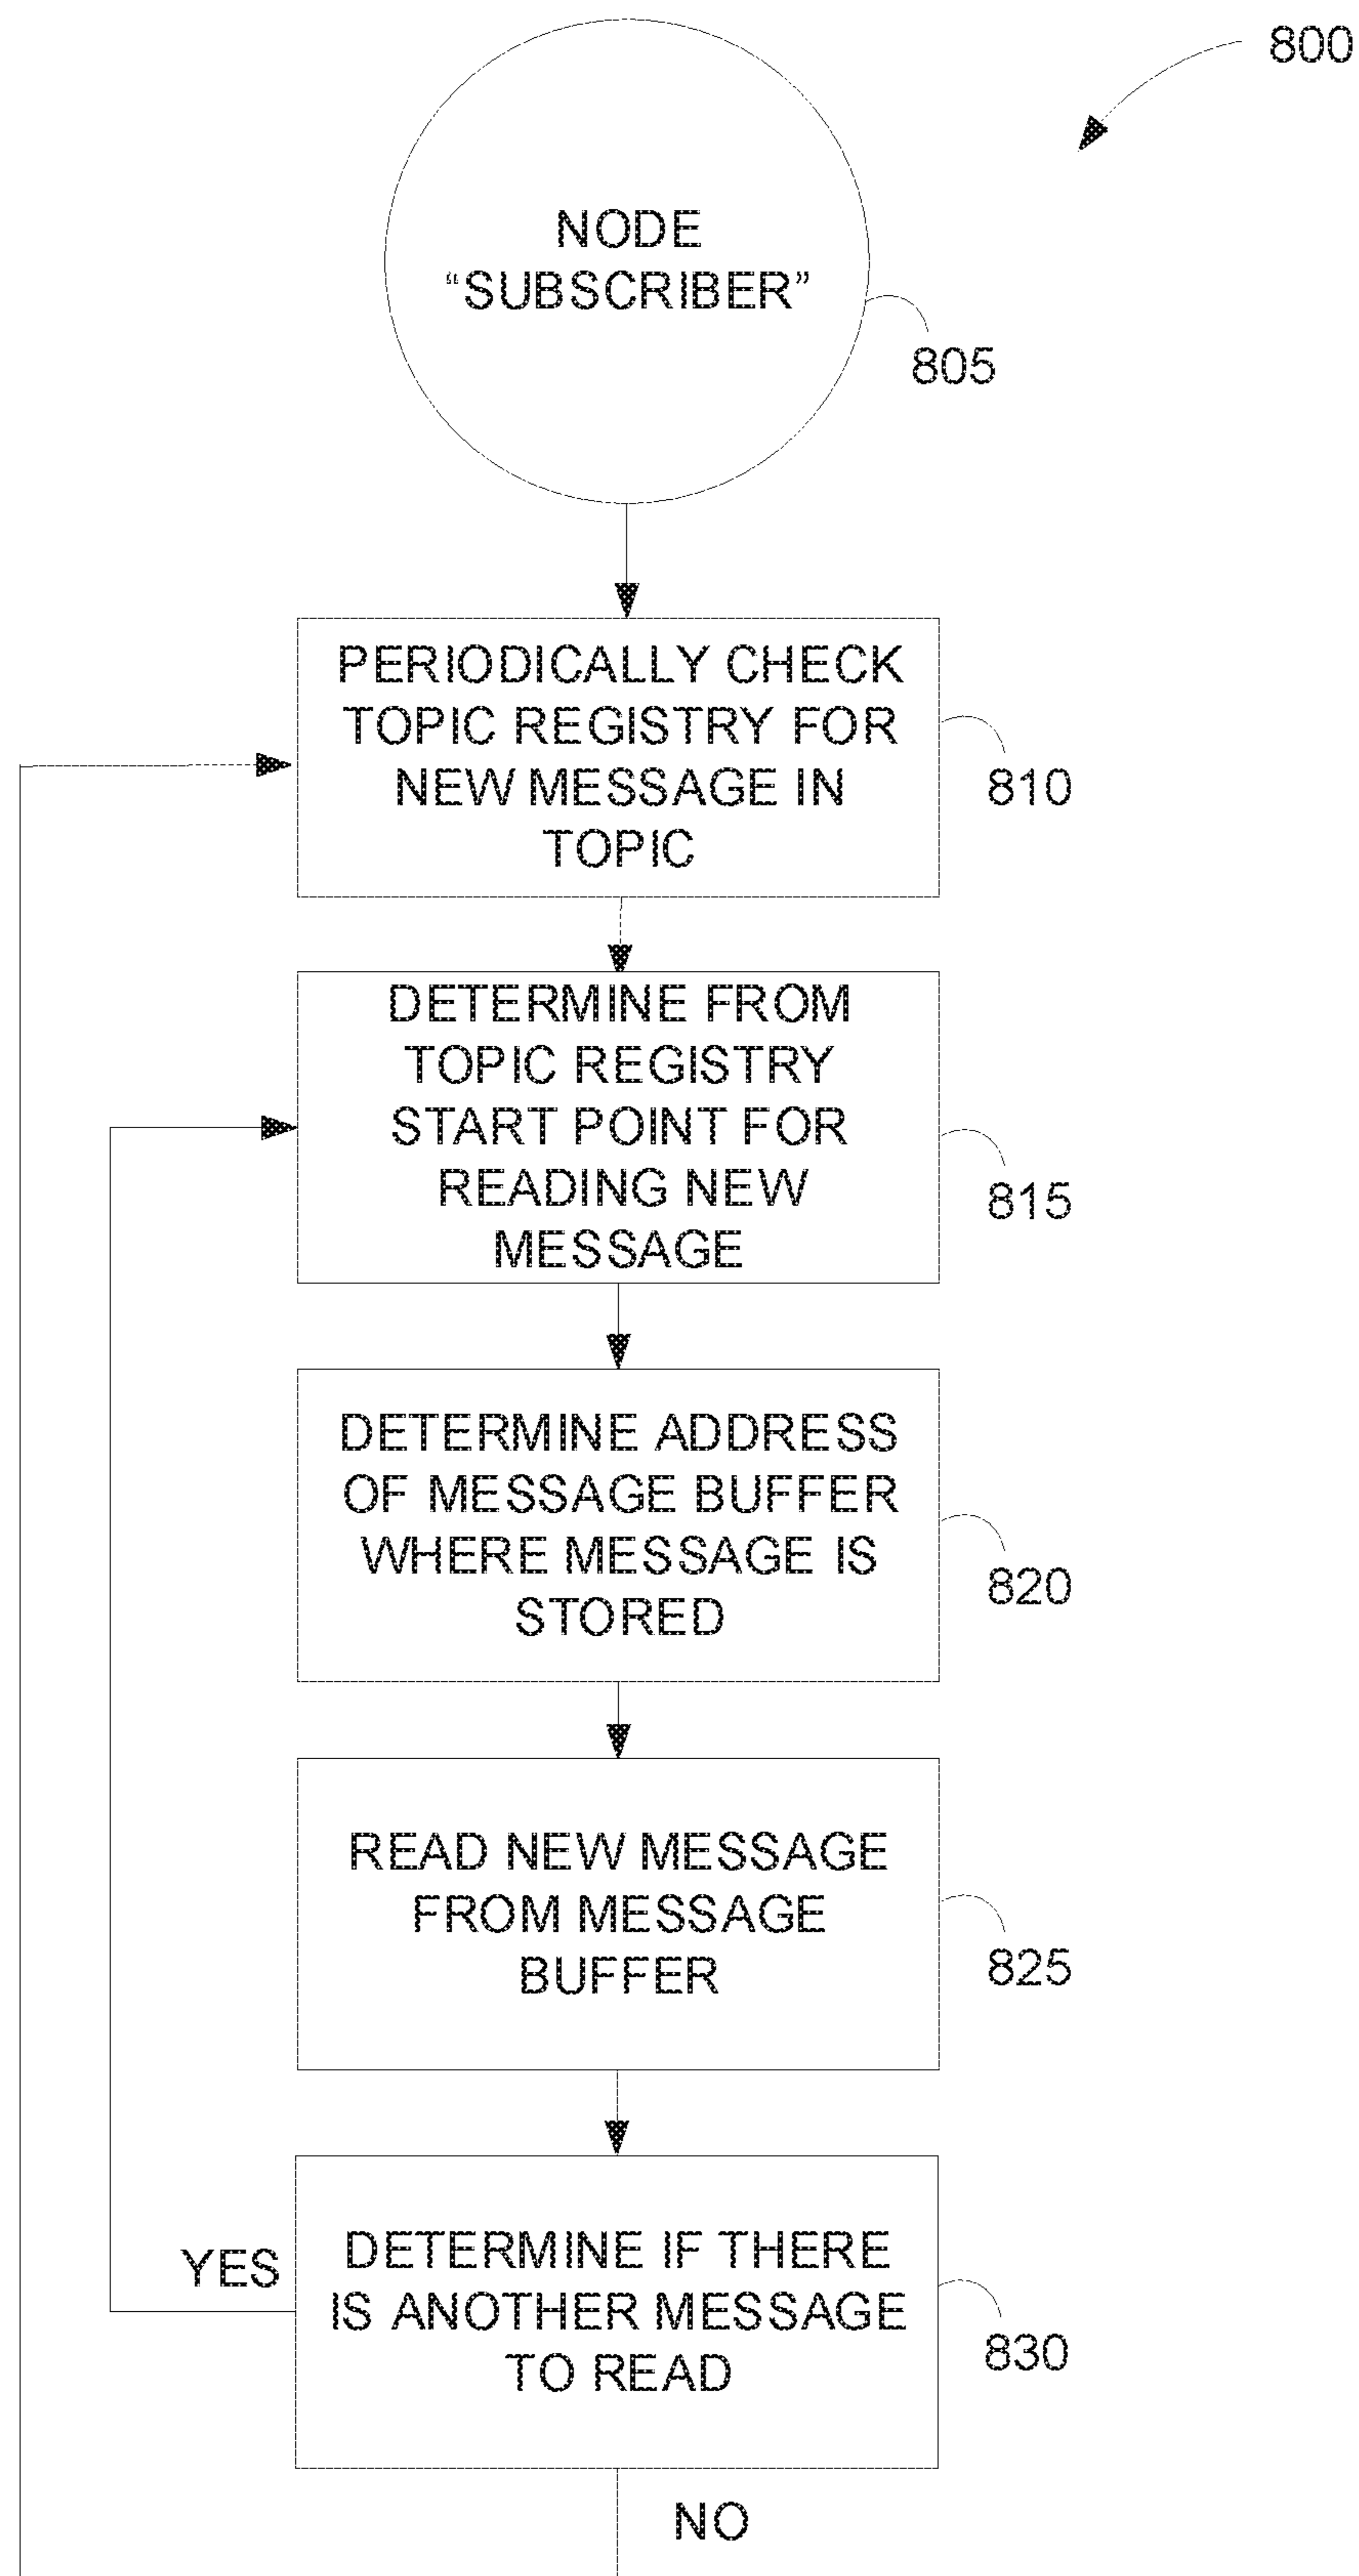 800
NODE
“SUBSCRIBER”
805
PERIODICALLY CHECK
TOPIC REGISTRY FOR
NEW MESSAGE IN
TOPIC
810
DETERMINE FROM
TOPIC REGISTRY
START POINT FOR
READING NEW
MESSAGE
815
DETERMINE ADDRESS
OF MESSAGE BUFFER
WHERE MESSAGE IS
STORED
820
READ NEW MESSAGE
FROM MESSAGE
BUFFER
825
YES
DETERMINE IF THERE
IS ANOTHER MESSAGE
TO READ
830
NO